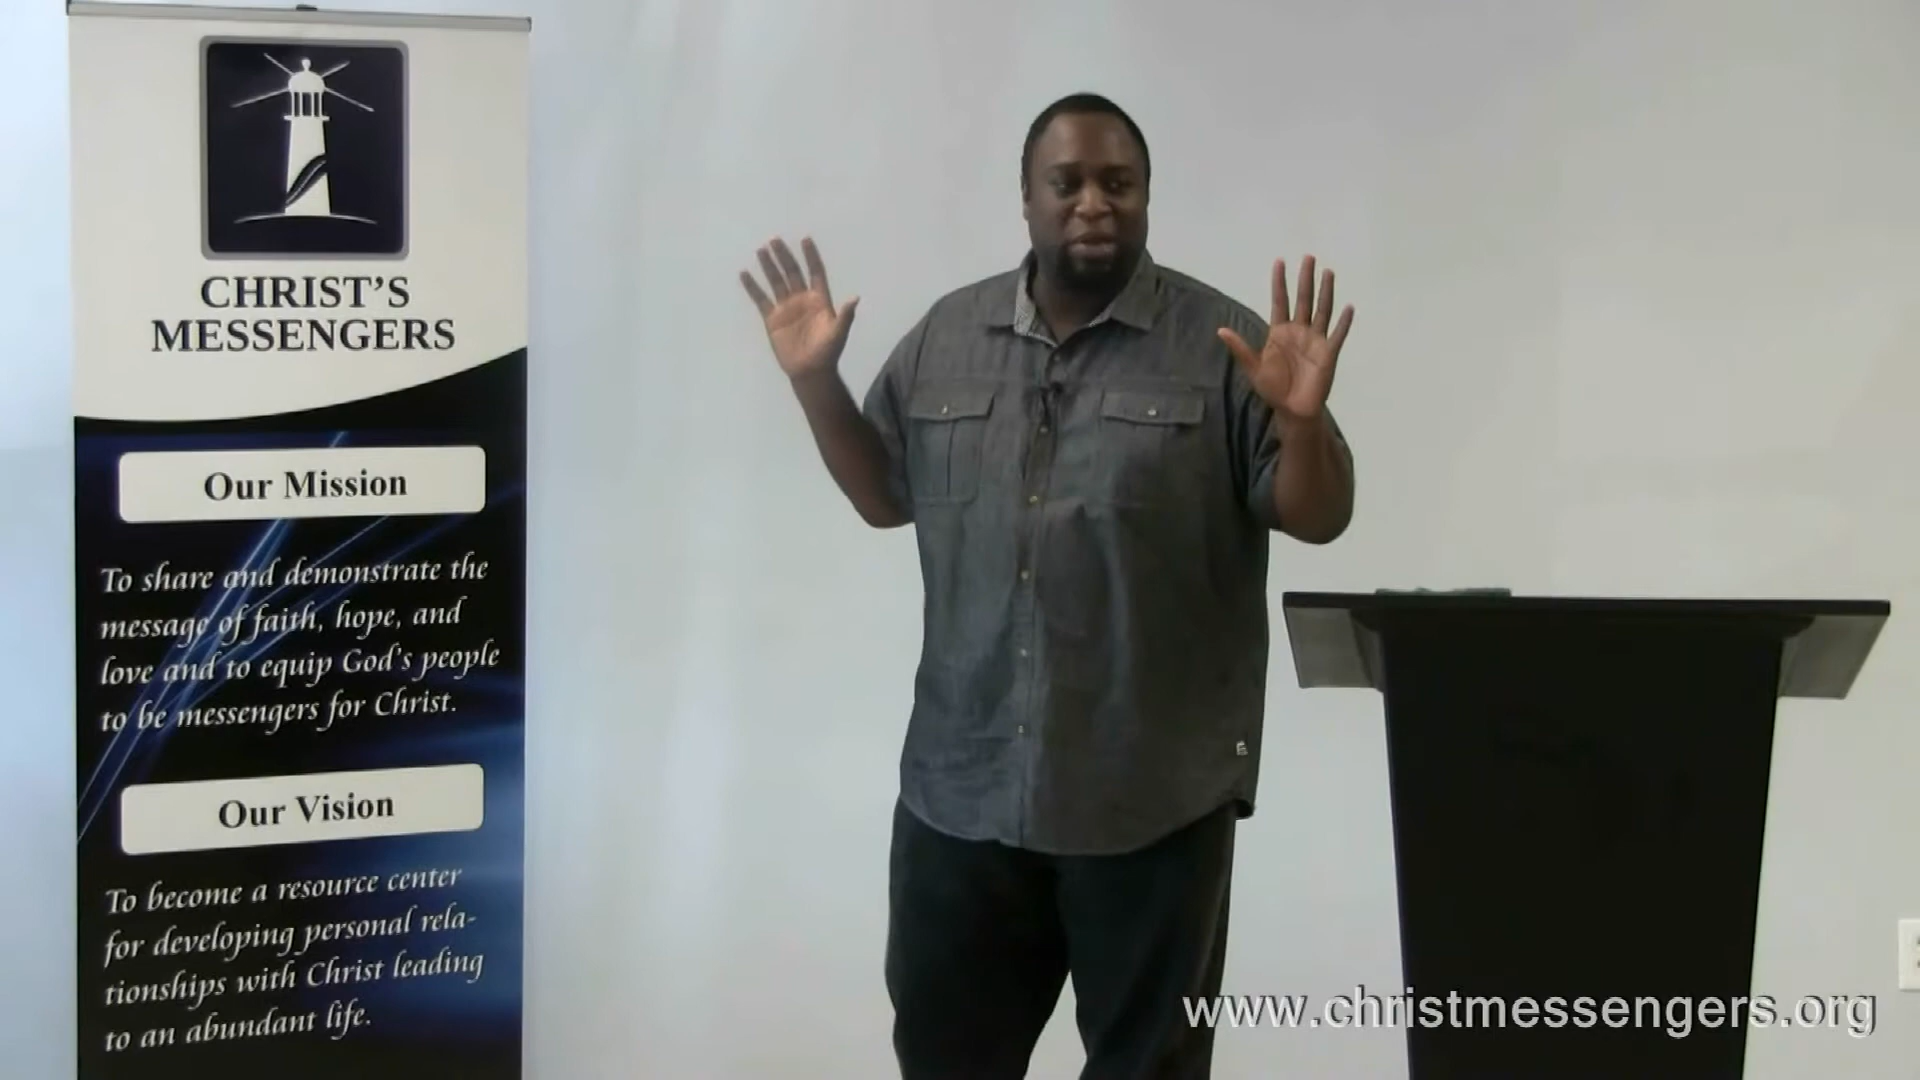 CHRIST'S
MESSENGERS
Our Mission
To share and demonstrate the
message of faith, hope, and
love and to equip God's people
to be messengers for Christ.
Our Vision
To become a resource center
for developing personal rela-
tionships with Christ leading
to an abundant life.
www.christmessengers.org